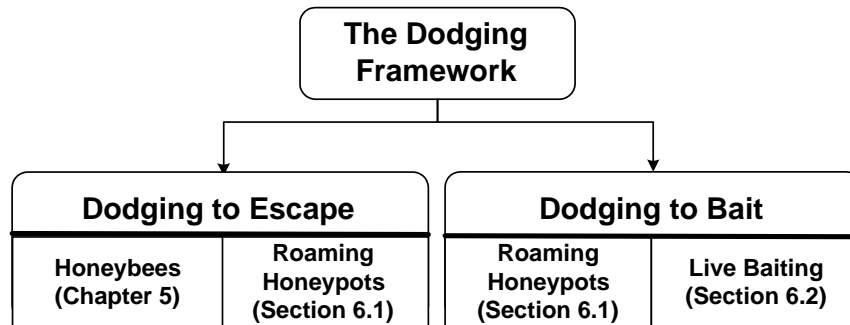 The Dodging
Framework
Dodging to Escape
Honeybees
(Chapter 5)
Roaming
Honeypots
(Section 6.1)
Dodging to Bait
Roaming
Honeypots
(Section 6.1)
Live Baiting
(Section 6.2)